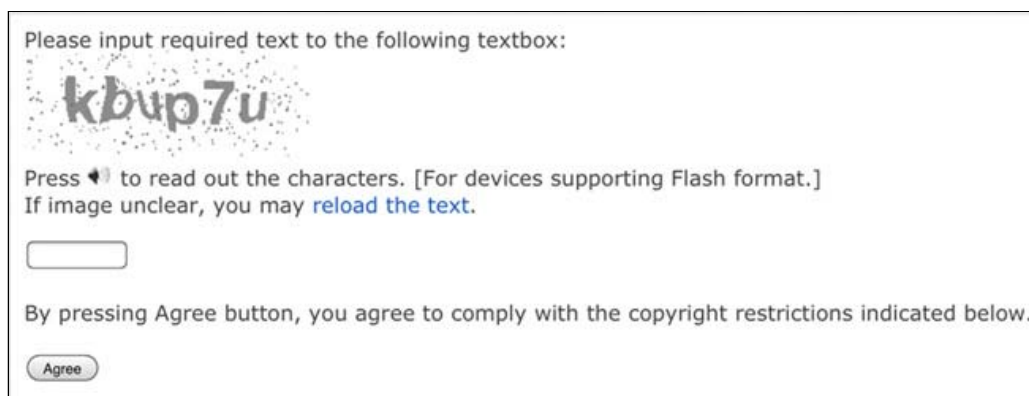 Please input required text to the following textbox:
kbup7u
Press to read out the characters. [For devices supporting Flash format.]
If image unclear, you may reload the text.
By pressing Agree button, you agree to comply with the copyright restrictions indicated below.
Agree